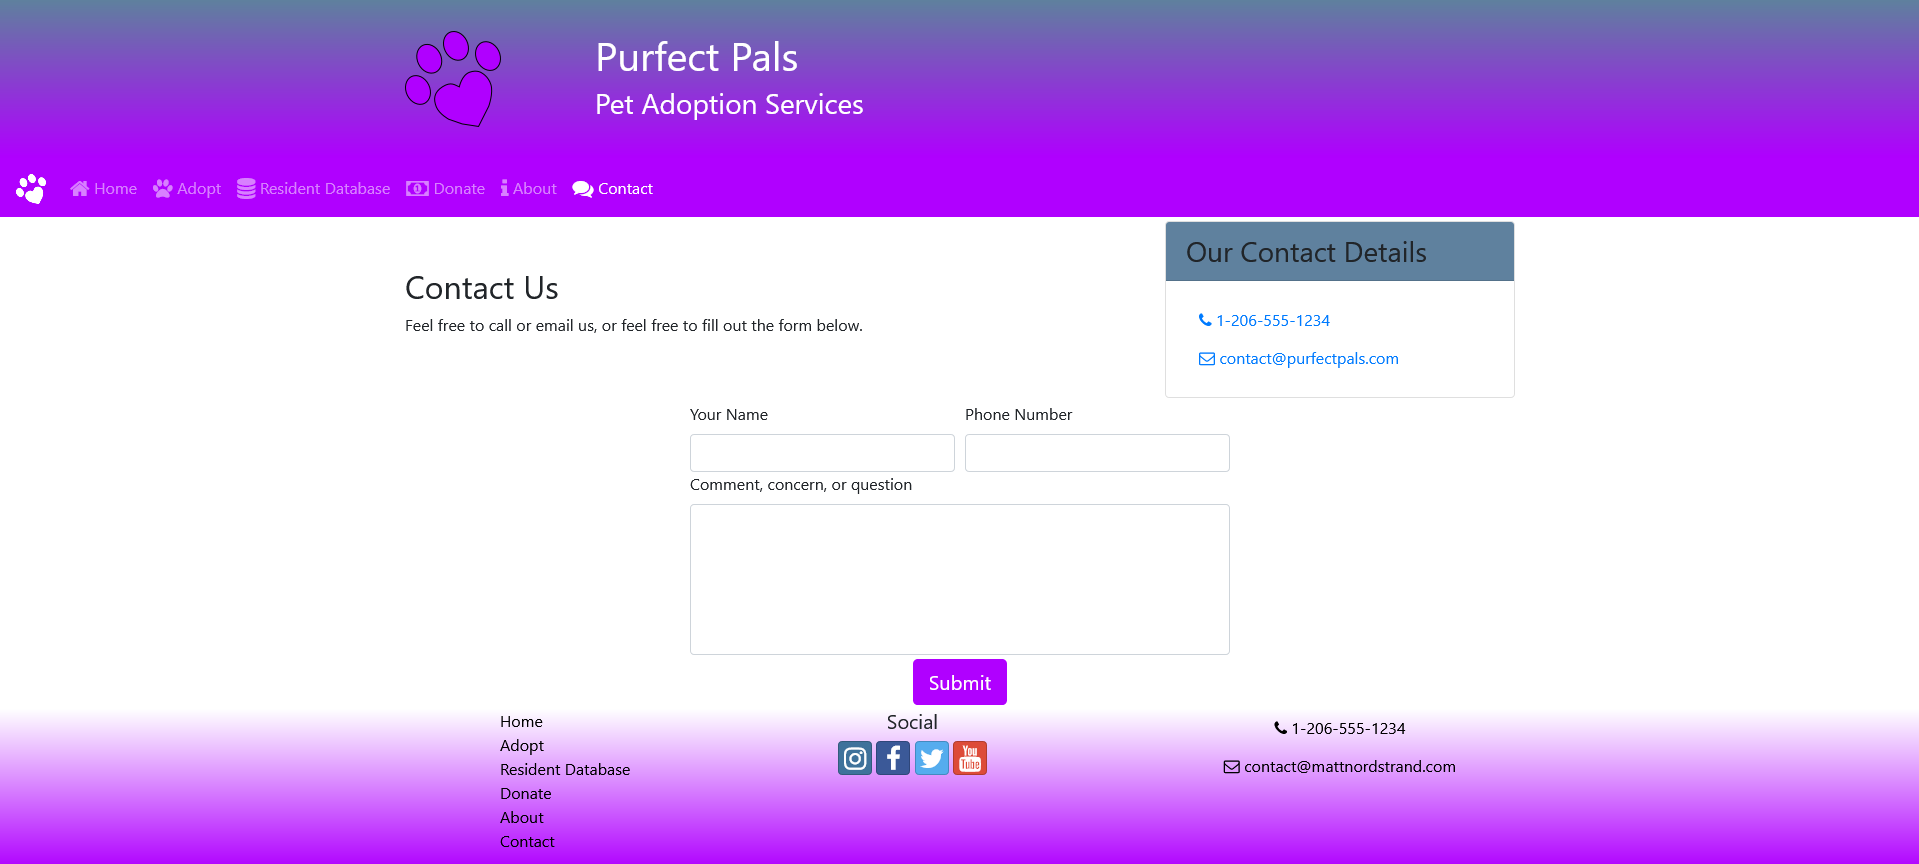 Purfect Pals
Pet Adoption Services
Home Adopt Resident Database Donate About Contact
Our Contact Details
1-206-555-1234
contact@purfectpals.com
Contact Us
Feel free to call or email us, or feel free to fill out the form below.
Your Name Phone Number
Comment, concern, or question
Submit
Home
Adopt
Resident Database
Donate
About
Contact
Social
You Tube
1-206-555-1234
contact@mattnordstrand.com